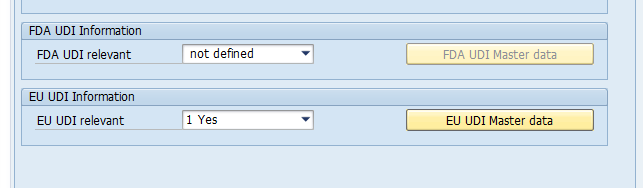 FDA UDI Information
FDA UDI relevant not defined FDA UDI Master data
EU UDI Information
EU UDI relevant 1 Yes EU UDI Master data